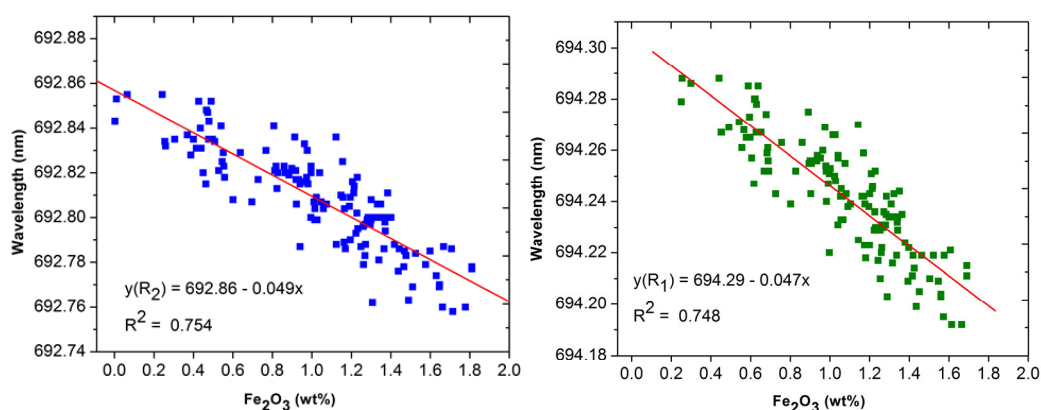 692.88
692.86
692.84
692.82
692.80
692.78
692.76
692.74
Wavelength (nm)
y(R2) = 692.86 - 0.049x
R2 = 0.754
0.0 0.2 0.4 0.6 0.8 1.0 1.2 1.4 1.6 1.8 2.0
Fe2O3 (wt%)
694.30
694.28
694.26
694.24
694.22
694.20
694.18
Wavelength (nm)
y(R1) = 694.29 - 0.047x
R2 = 0.748
0.0 0.2 0.4 0.6 0.8 1.0 1.2 1.4 1.6 1.8 2.0
Fe2O3 (wt%)